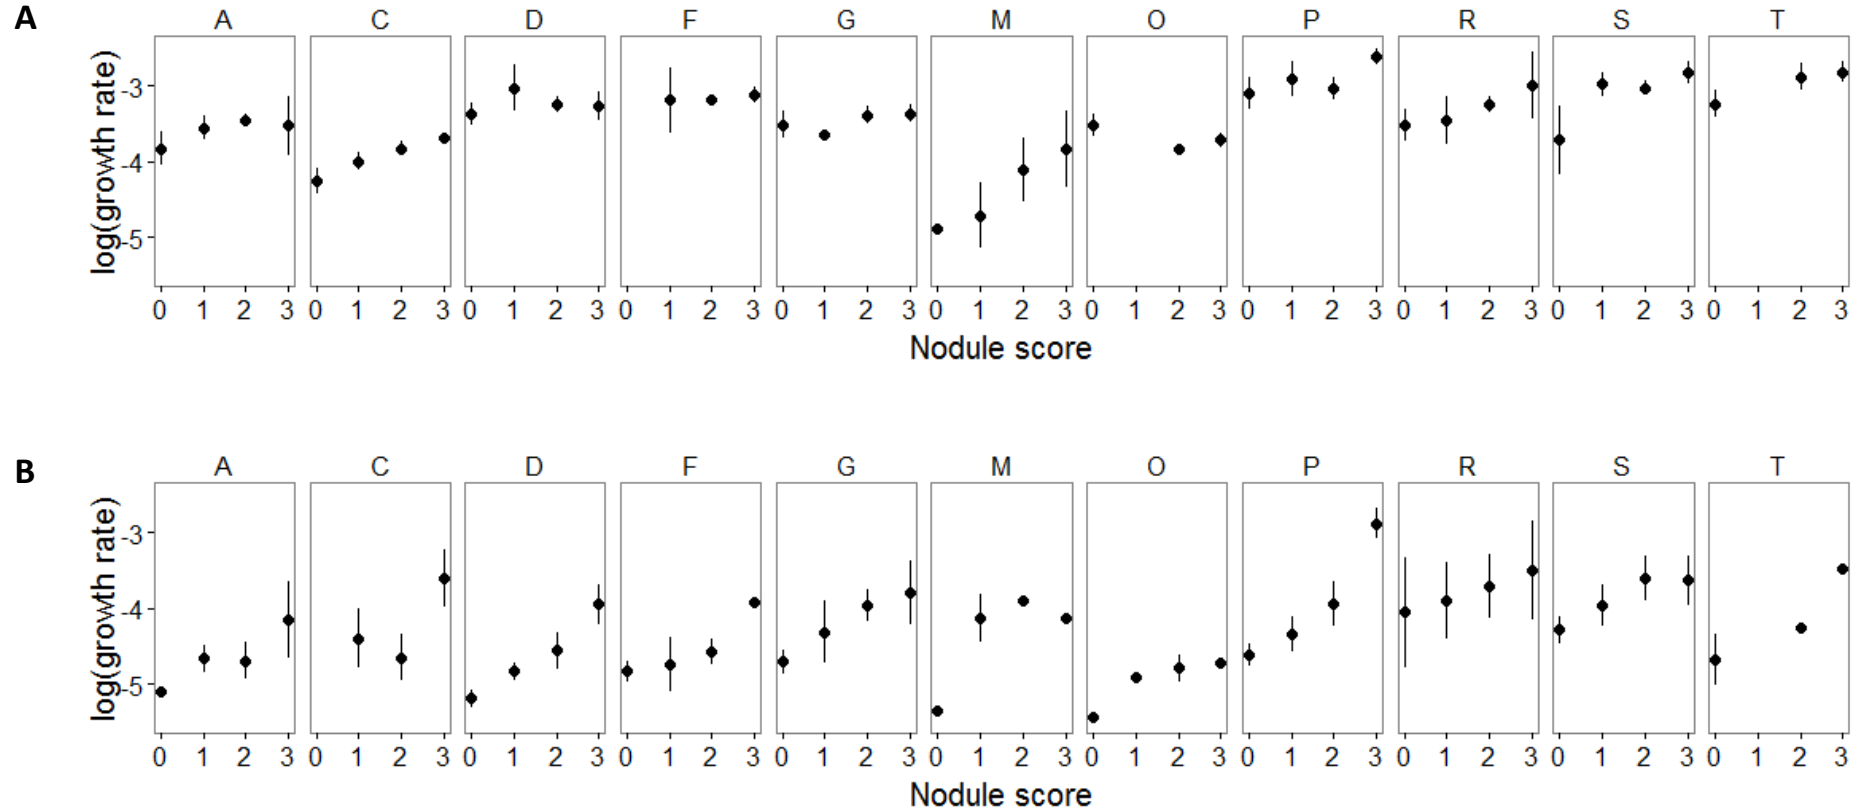 A
A C D F G M O P R S T
log(growth rate)
-3
-4
-5
0 1 2 3 0 1 2 3 0 1 2 3 0 1 2 3 0 1 2 3 0 1 2 3 0 1 2 3 0 1 2 3 0 1 2 3 0 1 2 3 0 1 2 3
Nodule score
B
A C D F G M O P R S T
log(growth rate)
-3
-4
-5
0 1 2 3 0 1 2 3 0 1 2 3 0 1 2 3 0 1 2 3 0 1 2 3 0 1 2 3 0 1 2 3 0 1 2 3 0 1 2 3 0 1 2 3
Nodule score